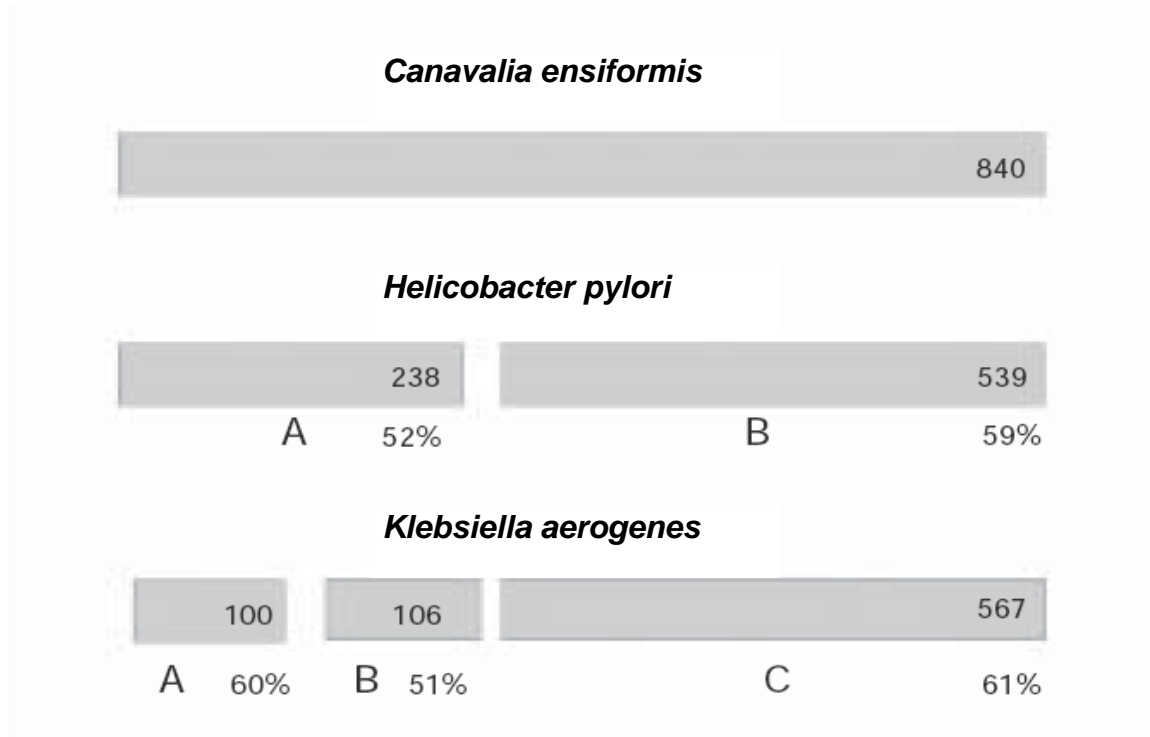 Canavalia ensiformis
840
Helicobacter pylori
238 539
A 52% B 59%
Klebsiella aerogenes
100 106 567
A 60% B 51% C 61%